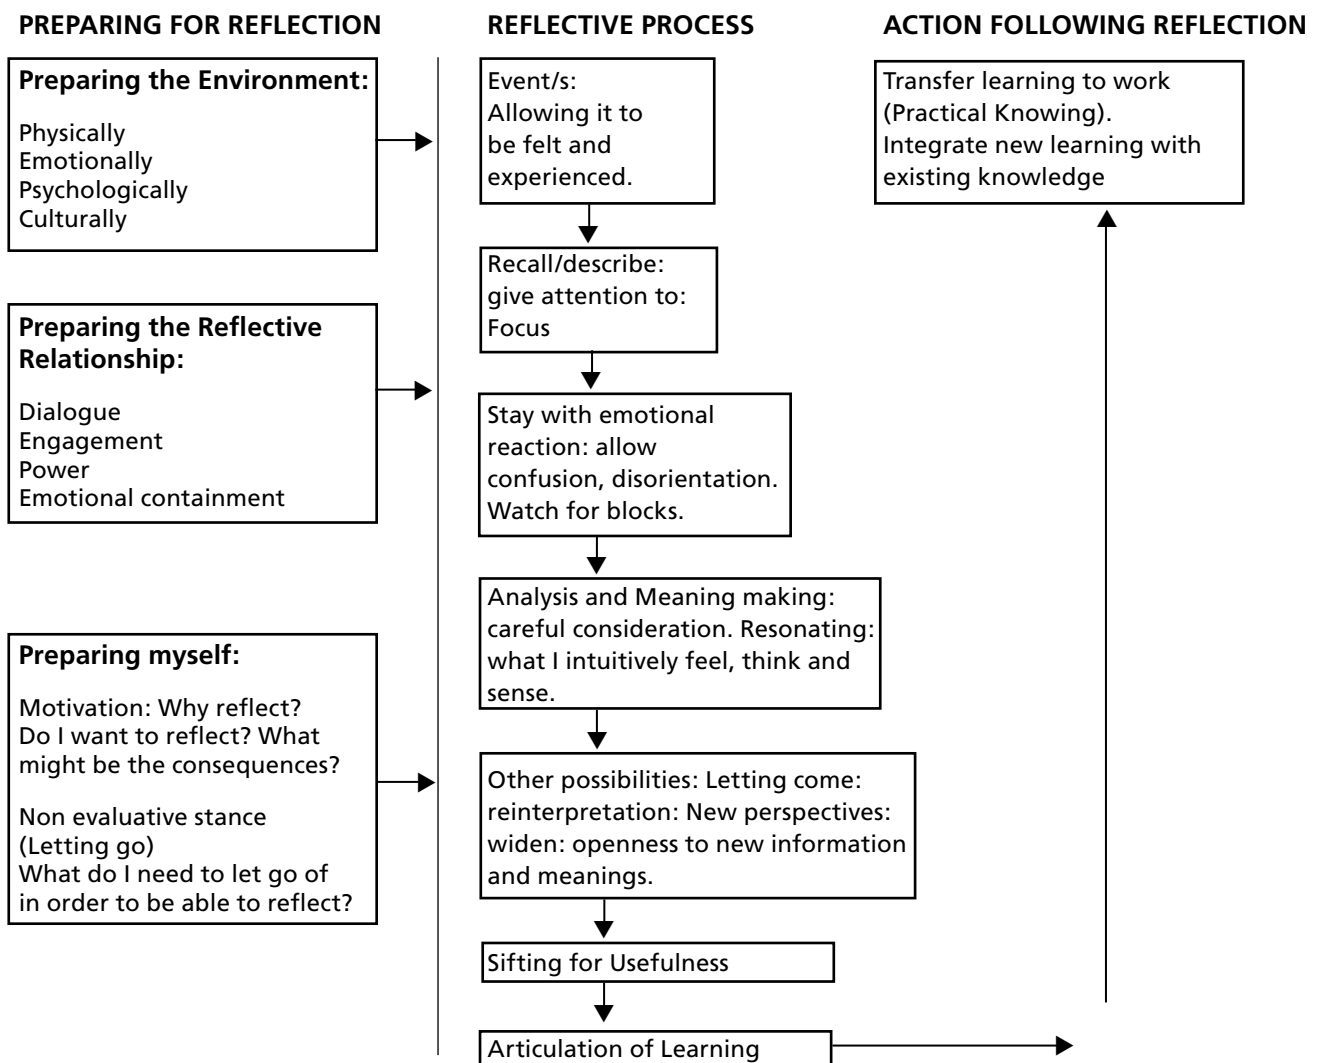 PREPARING FOR REFLECTION
Preparing the Environment:
Physically
Emotionally
Psychologically
Culturally
Preparing the Reflective
Relationship:
Dialogue
Engagement
Power
Emotional containment
Preparing myself:
Motivation: Why reflect?
Do I want to reflect? What
might be the consequences?
Non evaluative stance
(Letting go)
What do I need to let go of
in order to be able to reflect?
REFLECTIVE PROCESS
Event/s:
Allowing it to
be felt and
experienced.
Recall/describe:
give attention to:
Focus
Stay with emotional
reaction: allow
confusion, disorientation.
Watch for blocks.
Analysis and Meaning making:
careful consideration. Resonating:
what I intuitively feel, think and
sense.
Other possibilities: Letting come:
reinterpretation: New perspectives:
widen: openness to new information
and meanings.
Sifting for Usefulness
Articulation of Learning
ACTION FOLLOWING REFLECTION
Transfer learning to work
(Practical Knowing).
Integrate new learning with
existing knowledge